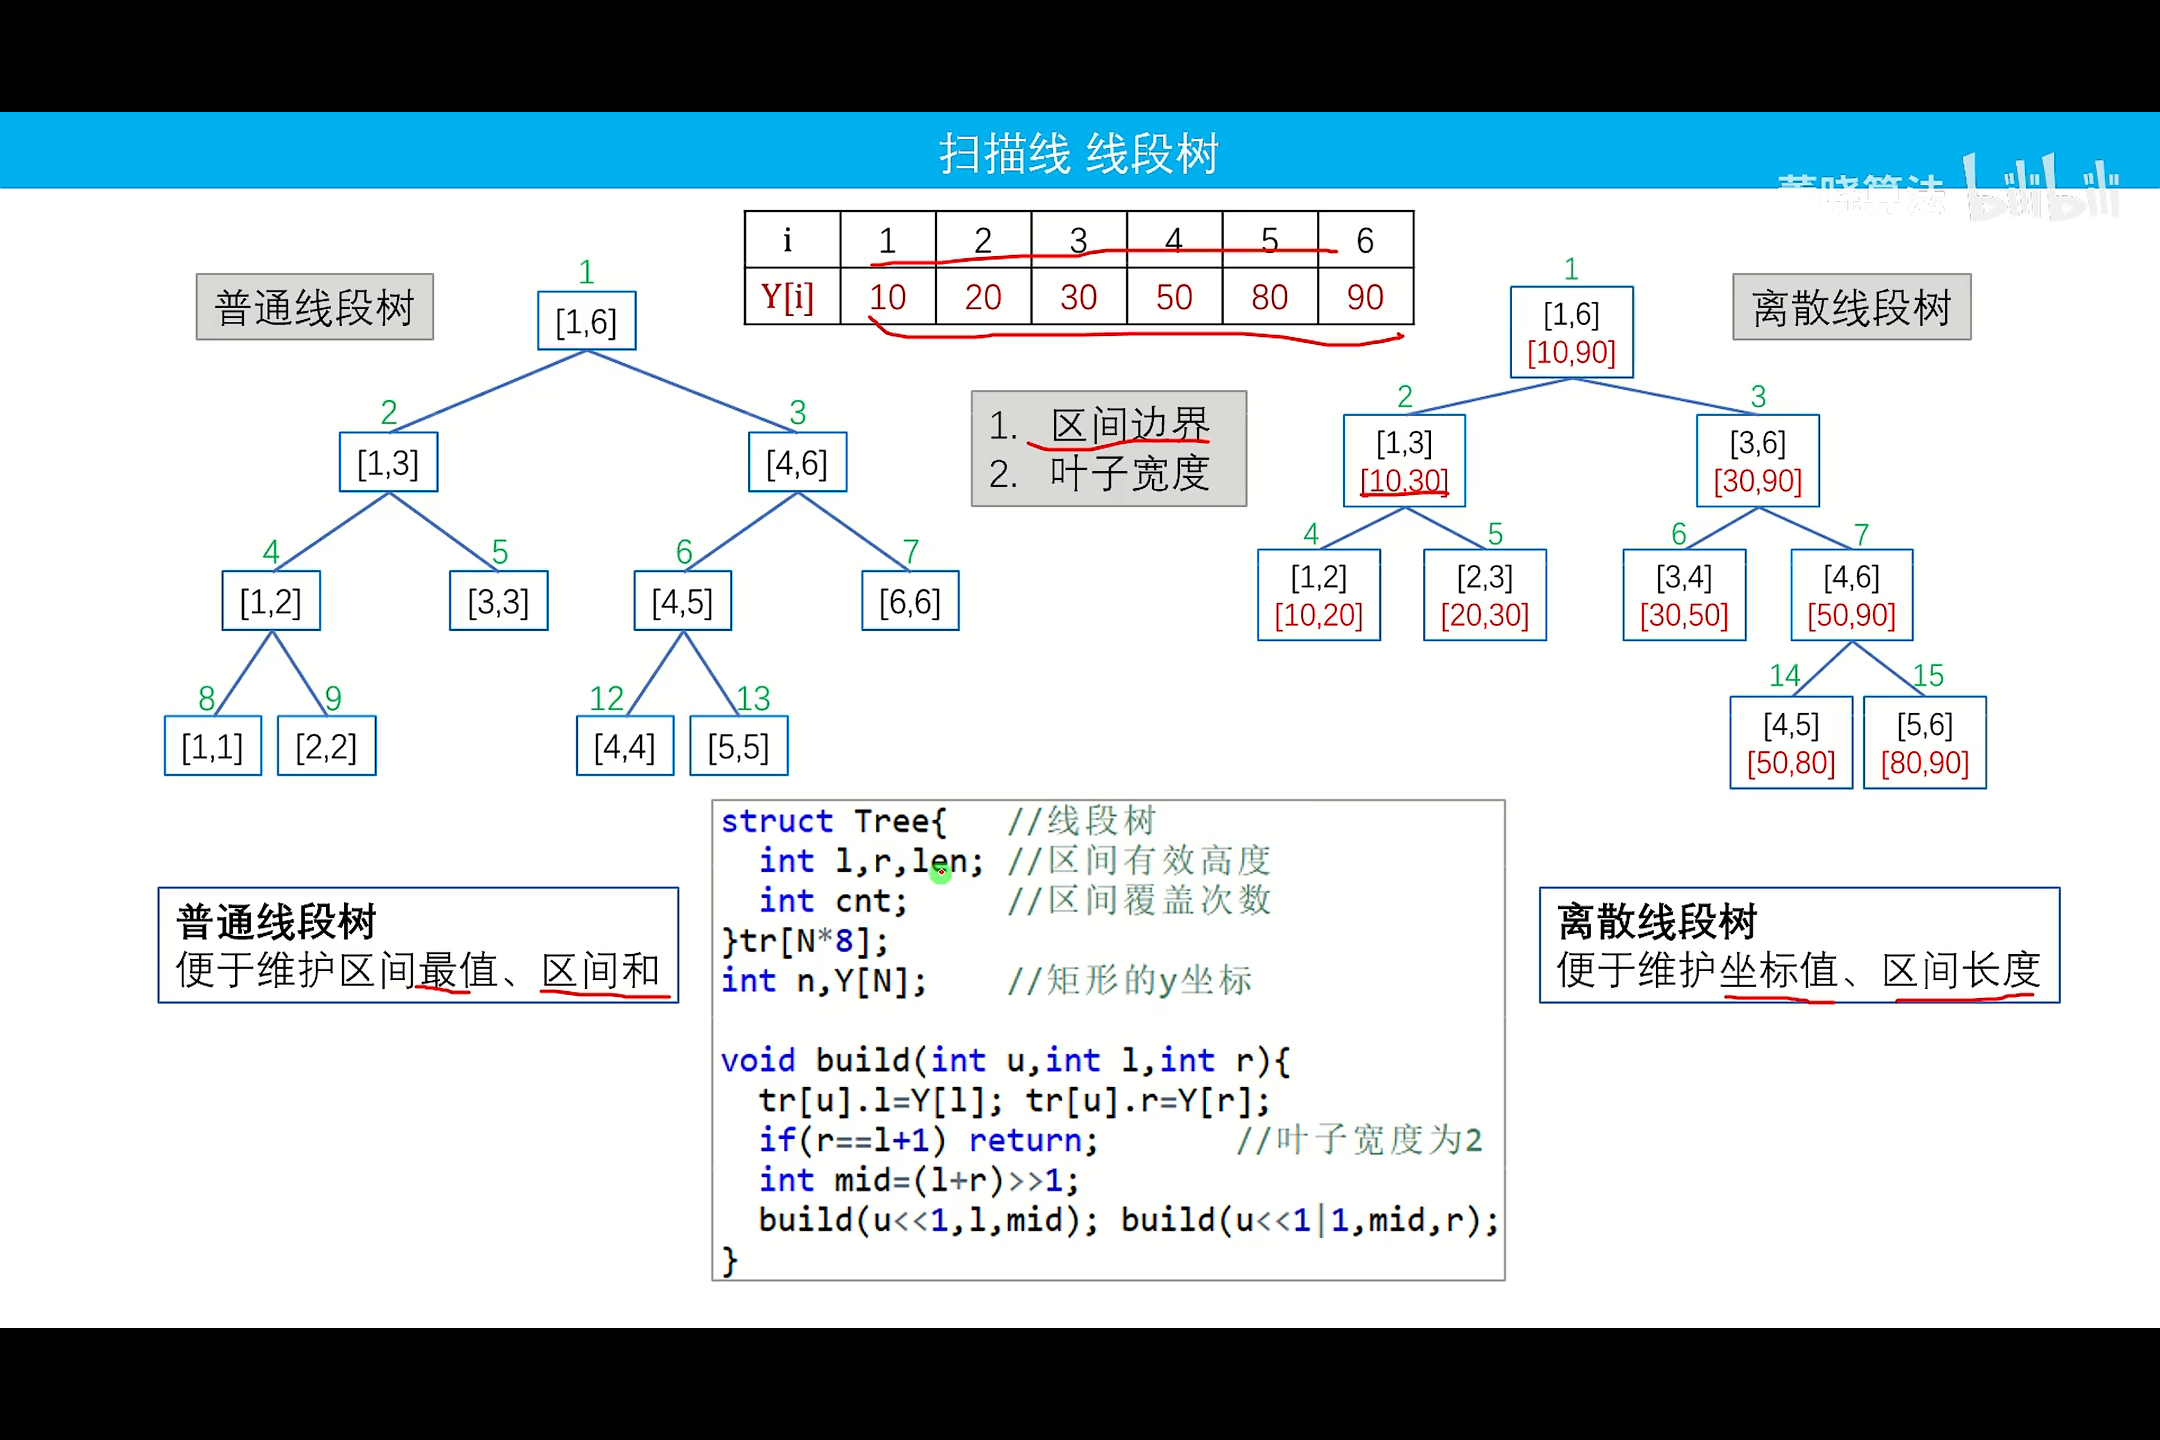 扫描线 线段树
董晓算法 bilibili
i 1 2 3 4 5 6
Y[i] 10 20 30 50 80 90
普通线段树
1
[1,6]
2 3
[1,3] [4,6]
4 5 6 7
[1,2] [3,3] [4,5] [6,6]
8 9 12 13
[1,1] [2,2] [4,4] [5,5]
1. 区间边界
2. 叶子宽度
离散线段树
1
[1,6]
[10,90]
2 3
[1,3] [3,6]
[10,30] [30,90]
4 5 6 7
[1,2] [2,3] [3,4] [4,6]
[10,20] [20,30] [30,50] [50,90]
14 15
[4,5] [5,6]
[50,80] [80,90]
普通线段树
便于维护区间最值、区间和
struct Tree{ //线段树
int l,r,len; //区间有效高度
int cnt; //区间覆盖次数
}tr[N*8];
int n,Y[N]; //矩形的y坐标
void build(int u,int l,int r){
tr[u].l=Y[l]; tr[u].r=Y[r];
if(r==l+1) return; //叶子宽度为2
int mid=(l+r)>>1;
build(u<<1,l,mid); build(u<<1|1,mid,r);
}
离散线段树
便于维护坐标值、区间长度